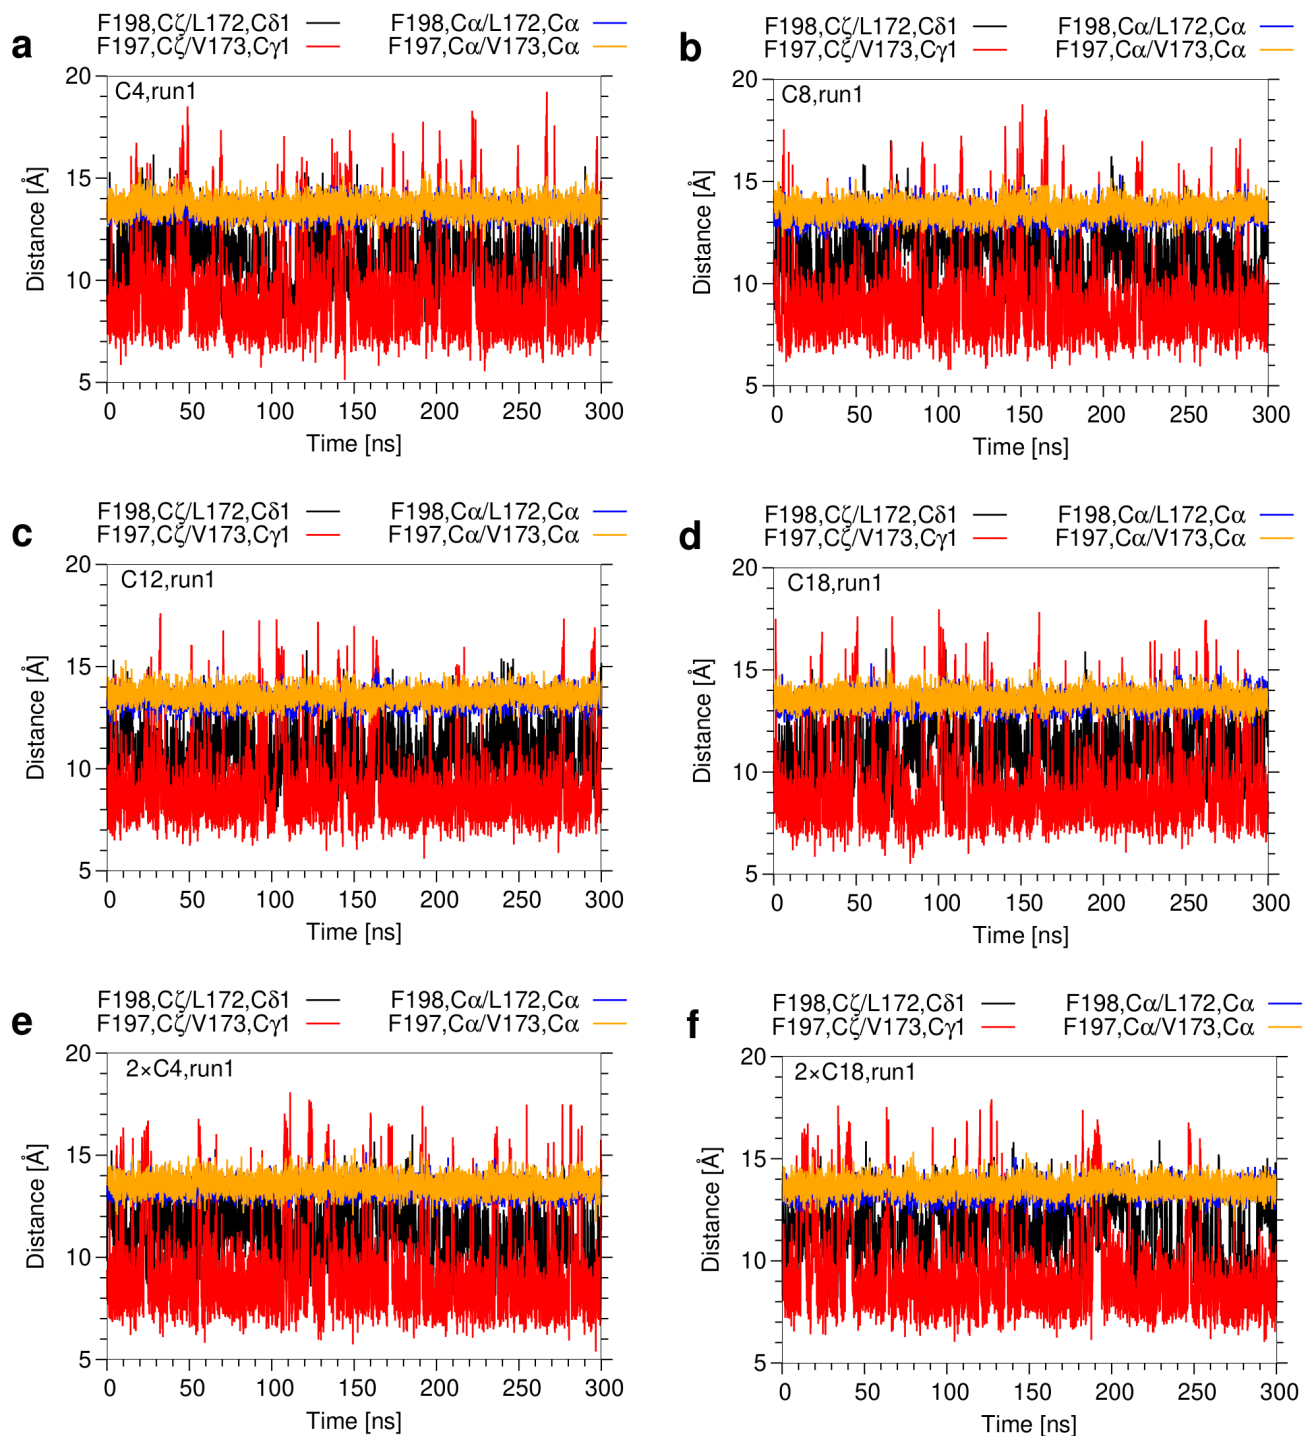 a
F198,Cζ/L172,Cδ1 F198,Cα/L172,Cα
F197,Cζ/V173,Cγ1 F197,Cα/V173,Cα
C4,run1
20
15
10
5
Distance [Å]
0 50 100 150 200 250 300
Time [ns]
b
F198,Cζ/L172,Cδ1 F198,Cα/L172,Cα
F197,Cζ/V173,Cγ1 F197,Cα/V173,Cα
C8,run1
20
15
10
5
Distance [Å]
0 50 100 150 200 250 300
Time [ns]
c
F198,Cζ/L172,Cδ1 F198,Cα/L172,Cα
F197,Cζ/V173,Cγ1 F197,Cα/V173,Cα
C12,run1
20
15
10
5
Distance [Å]
0 50 100 150 200 250 300
Time [ns]
d
F198,Cζ/L172,Cδ1 F198,Cα/L172,Cα
F197,Cζ/V173,Cγ1 F197,Cα/V173,Cα
C18,run1
20
15
10
5
Distance [Å]
0 50 100 150 200 250 300
Time [ns]
e
F198,Cζ/L172,Cδ1 F198,Cα/L172,Cα
F197,Cζ/V173,Cγ1 F197,Cα/V173,Cα
2×C4,run1
20
15
10
5
Distance [Å]
0 50 100 150 200 250 300
Time [ns]
f
F198,Cζ/L172,Cδ1 F198,Cα/L172,Cα
F197,Cζ/V173,Cγ1 F197,Cα/V173,Cα
2×C18,run1
20
15
10
5
Distance [Å]
0 50 100 150 200 250 300
Time [ns]